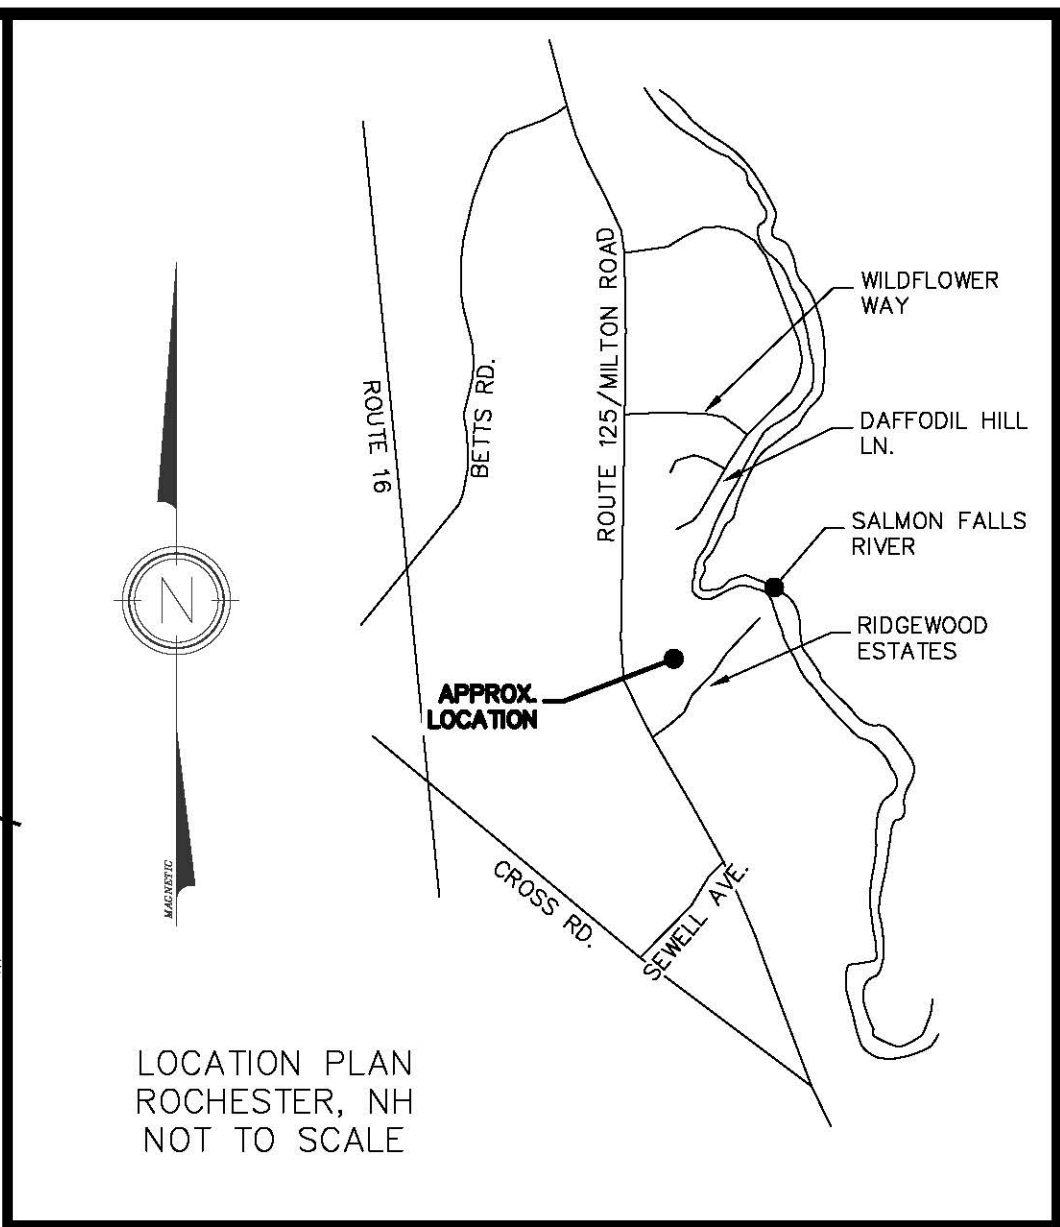 WILDFLOWER
WAY
ROUTE 125/MILTON ROAD
BETTS RD.
ROUTE 16
DAFFODIL HILL
LN.
SALMON FALLS
RIVER
N
RIDGEWOOD
ESTATES
APPROX.
LOCATION
MAGNETIC
CROSS RD.
SEWELL AVE.
LOCATION PLAN
ROCHESTER, NH
NOT TO SCALE